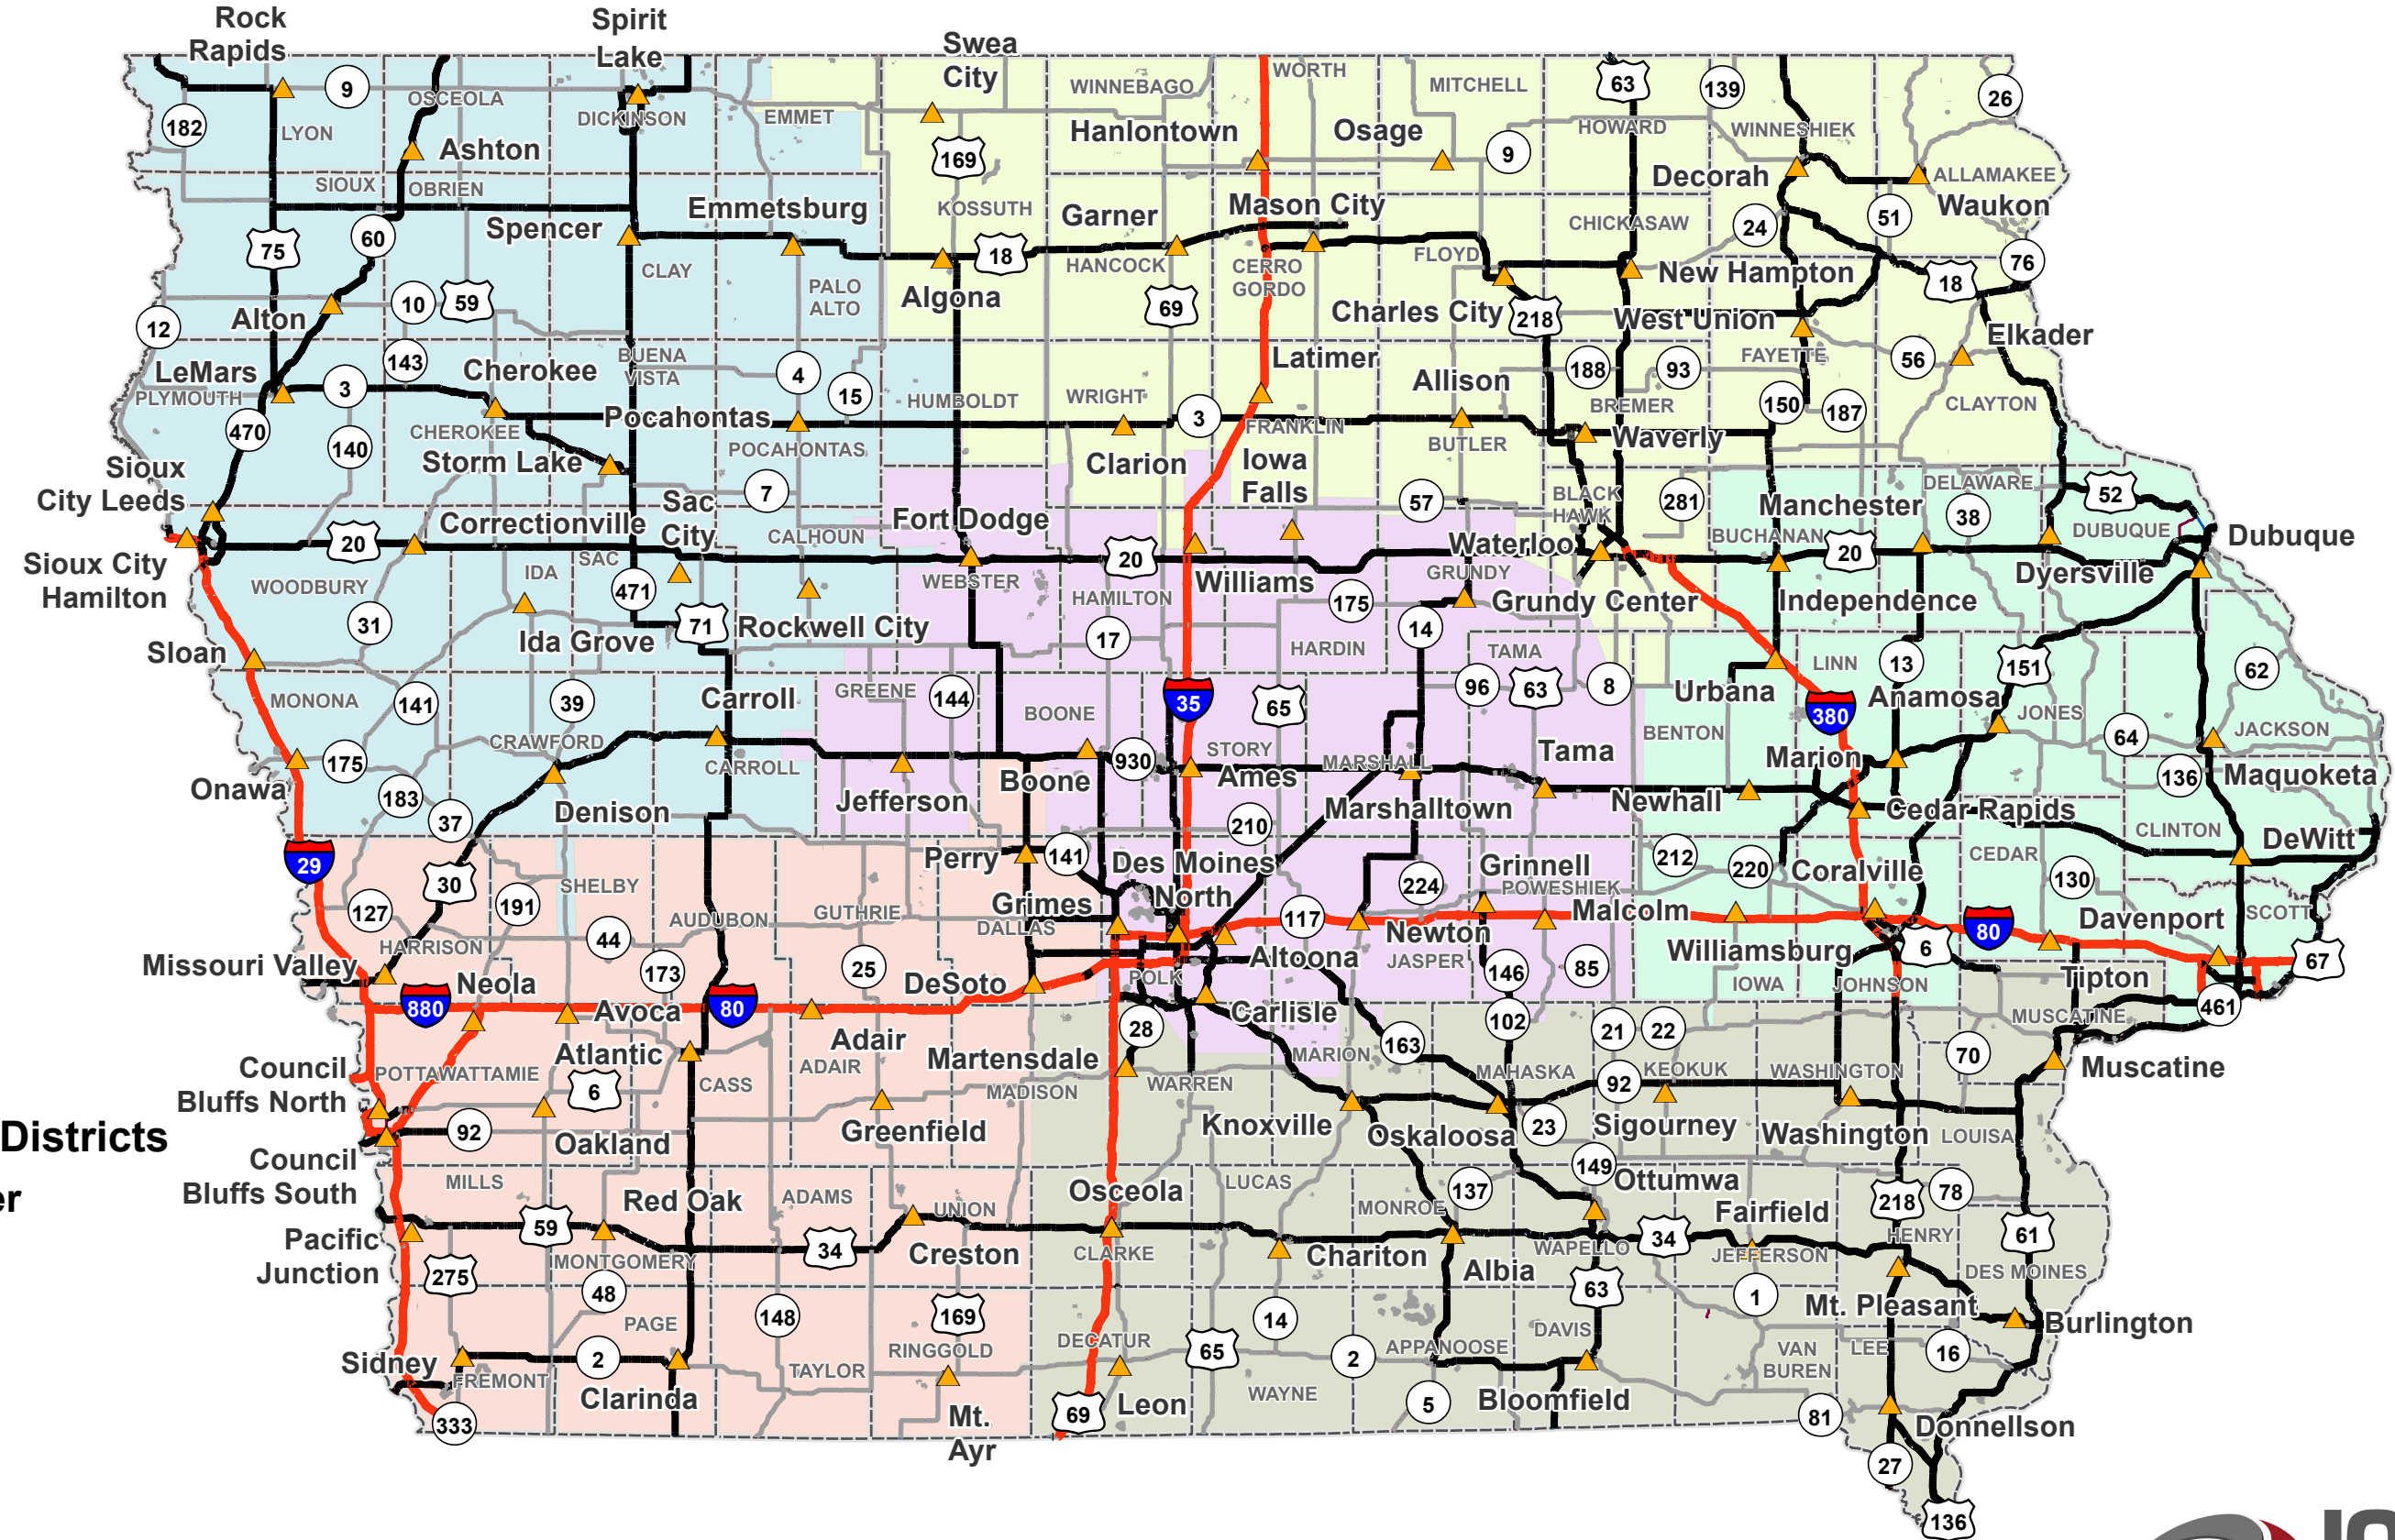 Rock
Rapids
Spirit
Lake
Swea
City
9
182
OSCEOLA
LYON
DICKINSON
EMMET
WINNEBAGO
WORTH
MITCHELL
63
139
26
Ashton
169
Hanlontown
Osage
9
HOWARD
WINNESHIEK
SIOUX
OBRIEN
Decorah
ALLAMAKEE
Waukon
Spencer
Emmetsburg
KOSSUTH
Garner
Mason City
CHICKASAW
24
51
75
60
CLAY
18
HANCOCK
CERRO
GORDO
FLOYD
New Hampton
18
76
12
Alton
10
59
PALO
ALTO
Algona
69
Charles City
218
West Union
Elkader
143
LeMars
PLYMOUTH
3
Cherokee
BUENA
VISTA
4
15
Latimer
Allison
188
93
FAYETTE
56
HUMBOLDT
WRIGHT
3
FRANKLIN
BUTLER
BREMER
150
187
CLAYTON
470
140
CHEROKEE
Pocahontas
POCAHONTAS
Waverly
Storm Lake
Clarion
Iowa
Falls
Sioux
City Leeds
7
57
BLACK
HAWK
281
Manchester
DELAWARE
38
52
Sac
City
Correctionville
20
SAC
CALHOUN
Fort Dodge
20
Waterloo
BUCHANAN
20
DUBUQUE
Dubuque
Sioux City
Hamilton
WOODBURY
IDA
471
WEBSTER
HAMILTON
Williams
GRUNDY
Dyersville
31
Ida Grove
71
Rockwell City
17
175
14
Grundy Center
Independence
HARDIN
Sloan
TAMA
LINN
13
151
62
MONONA
141
39
Carroll
GREENE
144
BOONE
35
65
96
63
8
Urbana
380
Anamosa
JONES
JACKSON
175
CRAWFORD
CARROLL
930
STORY
MARSHALL
Tama
BENTON
Marion
64
136
Maquoketa
Onawa
183
37
Denison
Jefferson
Boone
Ames
Marshalltown
Newhall
Cedar Rapids
210
29
30
SHELBY
Perry
141
Des Moines
North
224
Grinnell
POWESHIEK
212
220
Coralville
CEDAR
CLINTON
DeWitt
130
127
191
44
AUDUBON
GUTHRIE
DALLAS
Grimes
117
Newton
Malcolm
80
Davenport
SCOTT
HARRISON
Missouri Valley
173
25
DeSoto
POLK
Altoona
JASPER
146
85
Williamsburg
IOWA
6
JOHNSON
Tipton
67
461
Neola
880
Avoca
80
Adair
ADAIR
28
Carlisle
102
21
22
MUSCATINE
Council
Bluffs North
POTTAWATTAMIE
Atlantic
6
CASS
Martensdale
MADISON
WARREN
MARION
163
MAHASKA
92
KEOKUK
WASHINGTON
70
Muscatine
Districts
92
Oakland
Greenfield
Knoxville
Oskaloosa
23
Sigourney
Washington
LOUISA
er
Council
Bluffs South
MILLS
Red Oak
ADAMS
UNION
Osceola
LUCAS
MONROE
137
149
Ottumwa
218
78
Pacific
Junction
59
MONTGOMERY
34
Creston
CLARKE
Chariton
Albia
WAPELLO
34
Fairfield
JEFFERSON
HENRY
61
DES MOINES
275
48
PAGE
148
169
RINGGOLD
DECATUR
65
14
2
APPANOOSE
DAVIS
63
1
Mt. Pleasant
Burlington
VAN
BUREN
LEE
16
Sidney
FREMONT
2
Clarinda
TAYLOR
Mt.
Ayr
69
Leon
WAYNE
5
Bloomfield
81
Donnellson
333
27
136